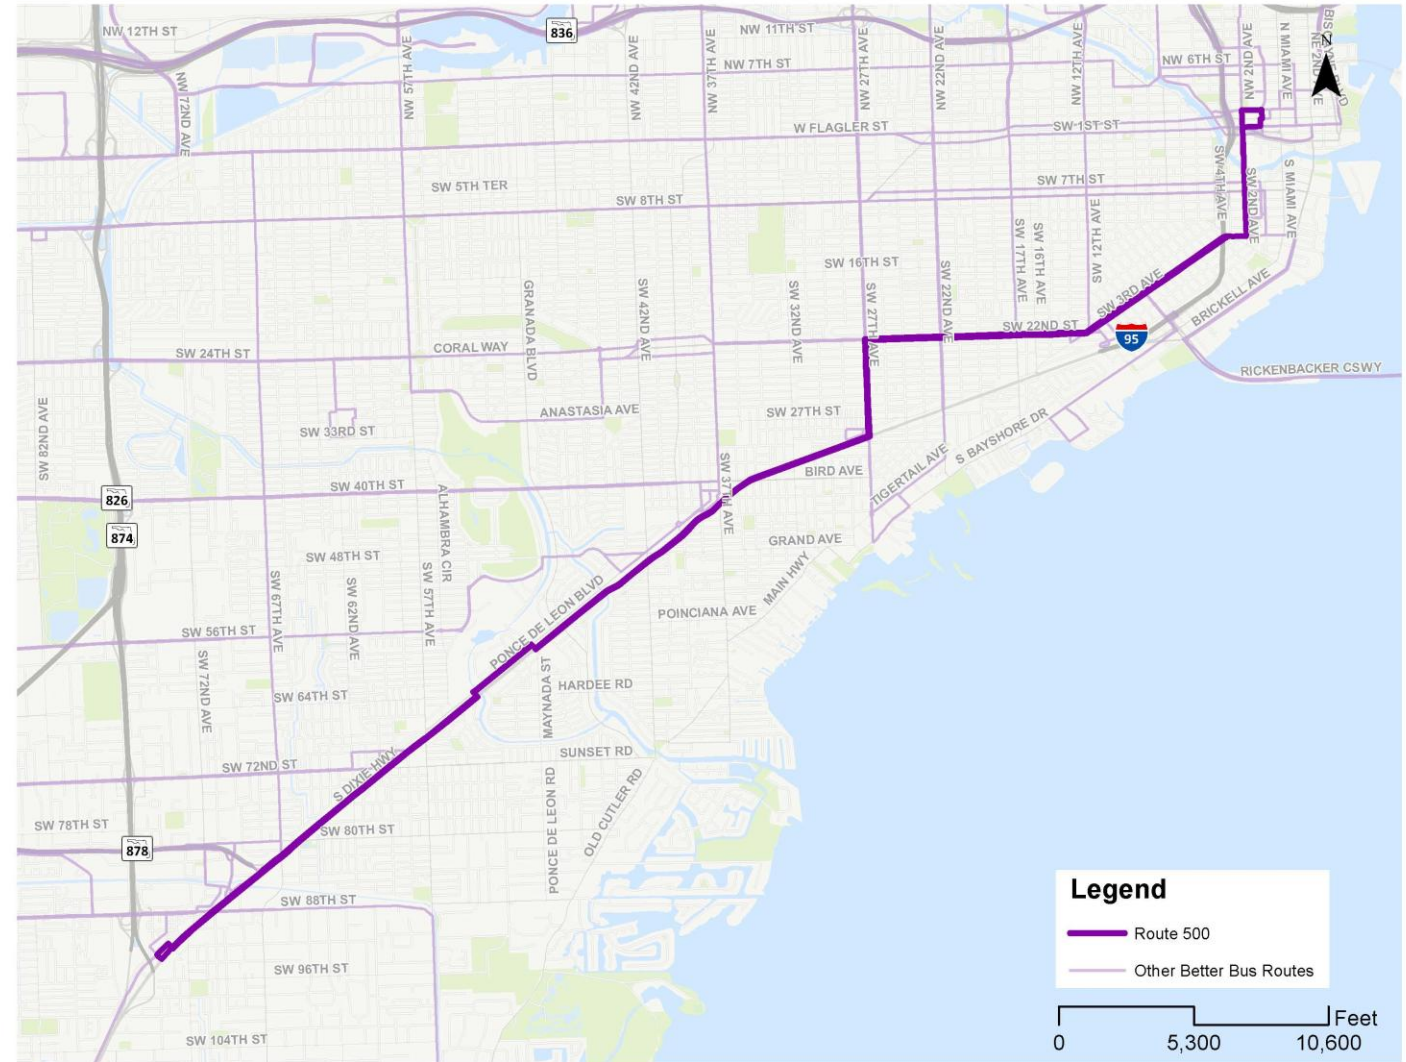 NW 12TH ST
836
NW 11TH ST
NW 7TH ST
NW 6TH ST
NW 72ND AVE
NW 57TH AVE
NW 42ND AVE
NW 37TH AVE
NW 27TH AVE
NW 22ND AVE
NW 12TH AVE
NW 2ND AVE
N MIAMI AVE
NE 2ND AVE
N
W FLAGLER ST
SW 1ST ST
SW 5TH TER
SW 7TH ST
SW 8TH ST
SW 4TH AVE
SW 2ND AVE
S MIAMI AVE
SW 16TH ST
SW 12TH AVE
SW 17TH AVE
SW 16TH AVE
SW 3RD AVE
BRICKELL AVE
GRANADA BLVD
SW 42ND AVE
SW 32ND AVE
SW 27TH AVE
SW 22ND AVE
SW 22ND ST
95
SW 24TH ST
CORAL WAY
RICKENBACKER CSWY
SW 82ND AVE
ANASTASIA AVE
SW 27TH ST
SW 33RD ST
S BAYSHORE DR
TIGERTAIL AVE
BIRD AVE
SW 40TH ST
826
874
ALHAMBRA CIR
SW 37TH AVE
GRAND AVE
SW 48TH ST
MAIN HWY
SW 67TH AVE
SW 62ND AVE
SW 57TH AVE
PONCE DE LEON BLVD
POINCIANA AVE
SW 56TH ST
SW 72ND AVE
MAYNADA ST
HARDEE RD
SW 64TH ST
SUNSET RD
SW 72ND ST
S DIXIE HWY
PONCE DE LEON RD
OLD CUTLER RD
SW 78TH ST
SW 80TH ST
878
SW 88TH ST
SW 96TH ST
SW 104TH ST
Legend
Route 500
Other Better Bus Routes
Feet
0 5,300 10,600